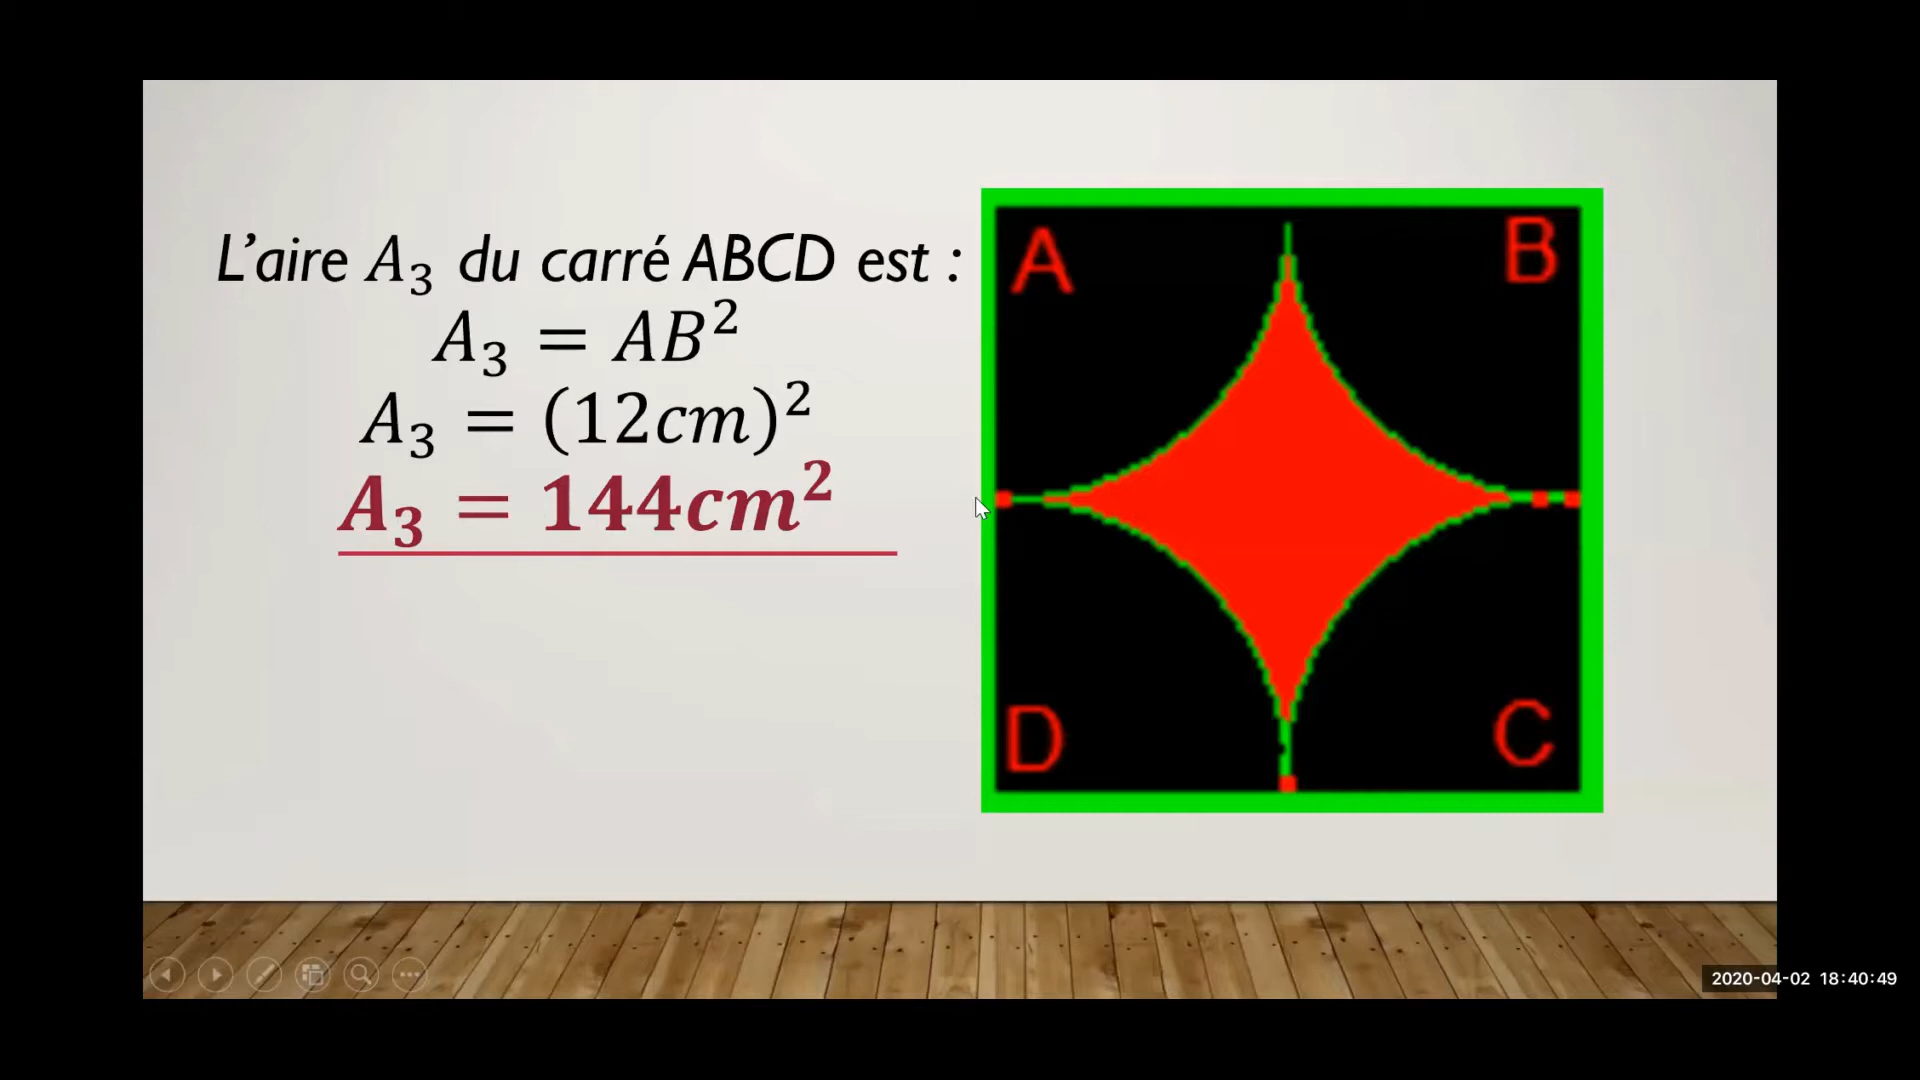 L’aire A₃ du carré ABCD est :
A₃ = AB²
A₃ = (12cm)²
A₃ = 144cm²
A B
D C
2020-04-02 18:40:49